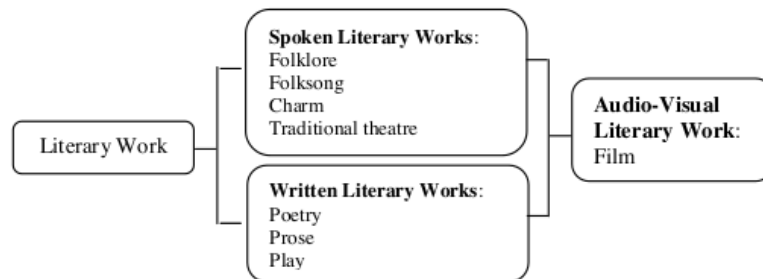 Literary Work
Spoken Literary Works:
Folklore
Folksong
Charm
Traditional theatre
Written Literary Works:
Poetry
Prose
Play
Audio-Visual
Literary Work:
Film